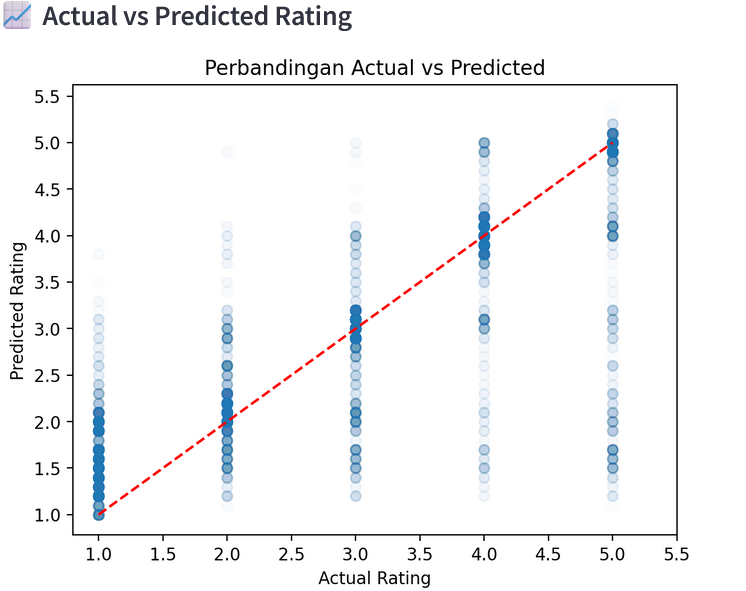 📈 Actual vs Predicted Rating
Perbandingan Actual vs Predicted
5.5
5.0
4.5
4.0
3.5
3.0
2.5
2.0
1.5
1.0
Predicted Rating
1.0 1.5 2.0 2.5 3.0 3.5 4.0 4.5 5.0 5.5
Actual Rating